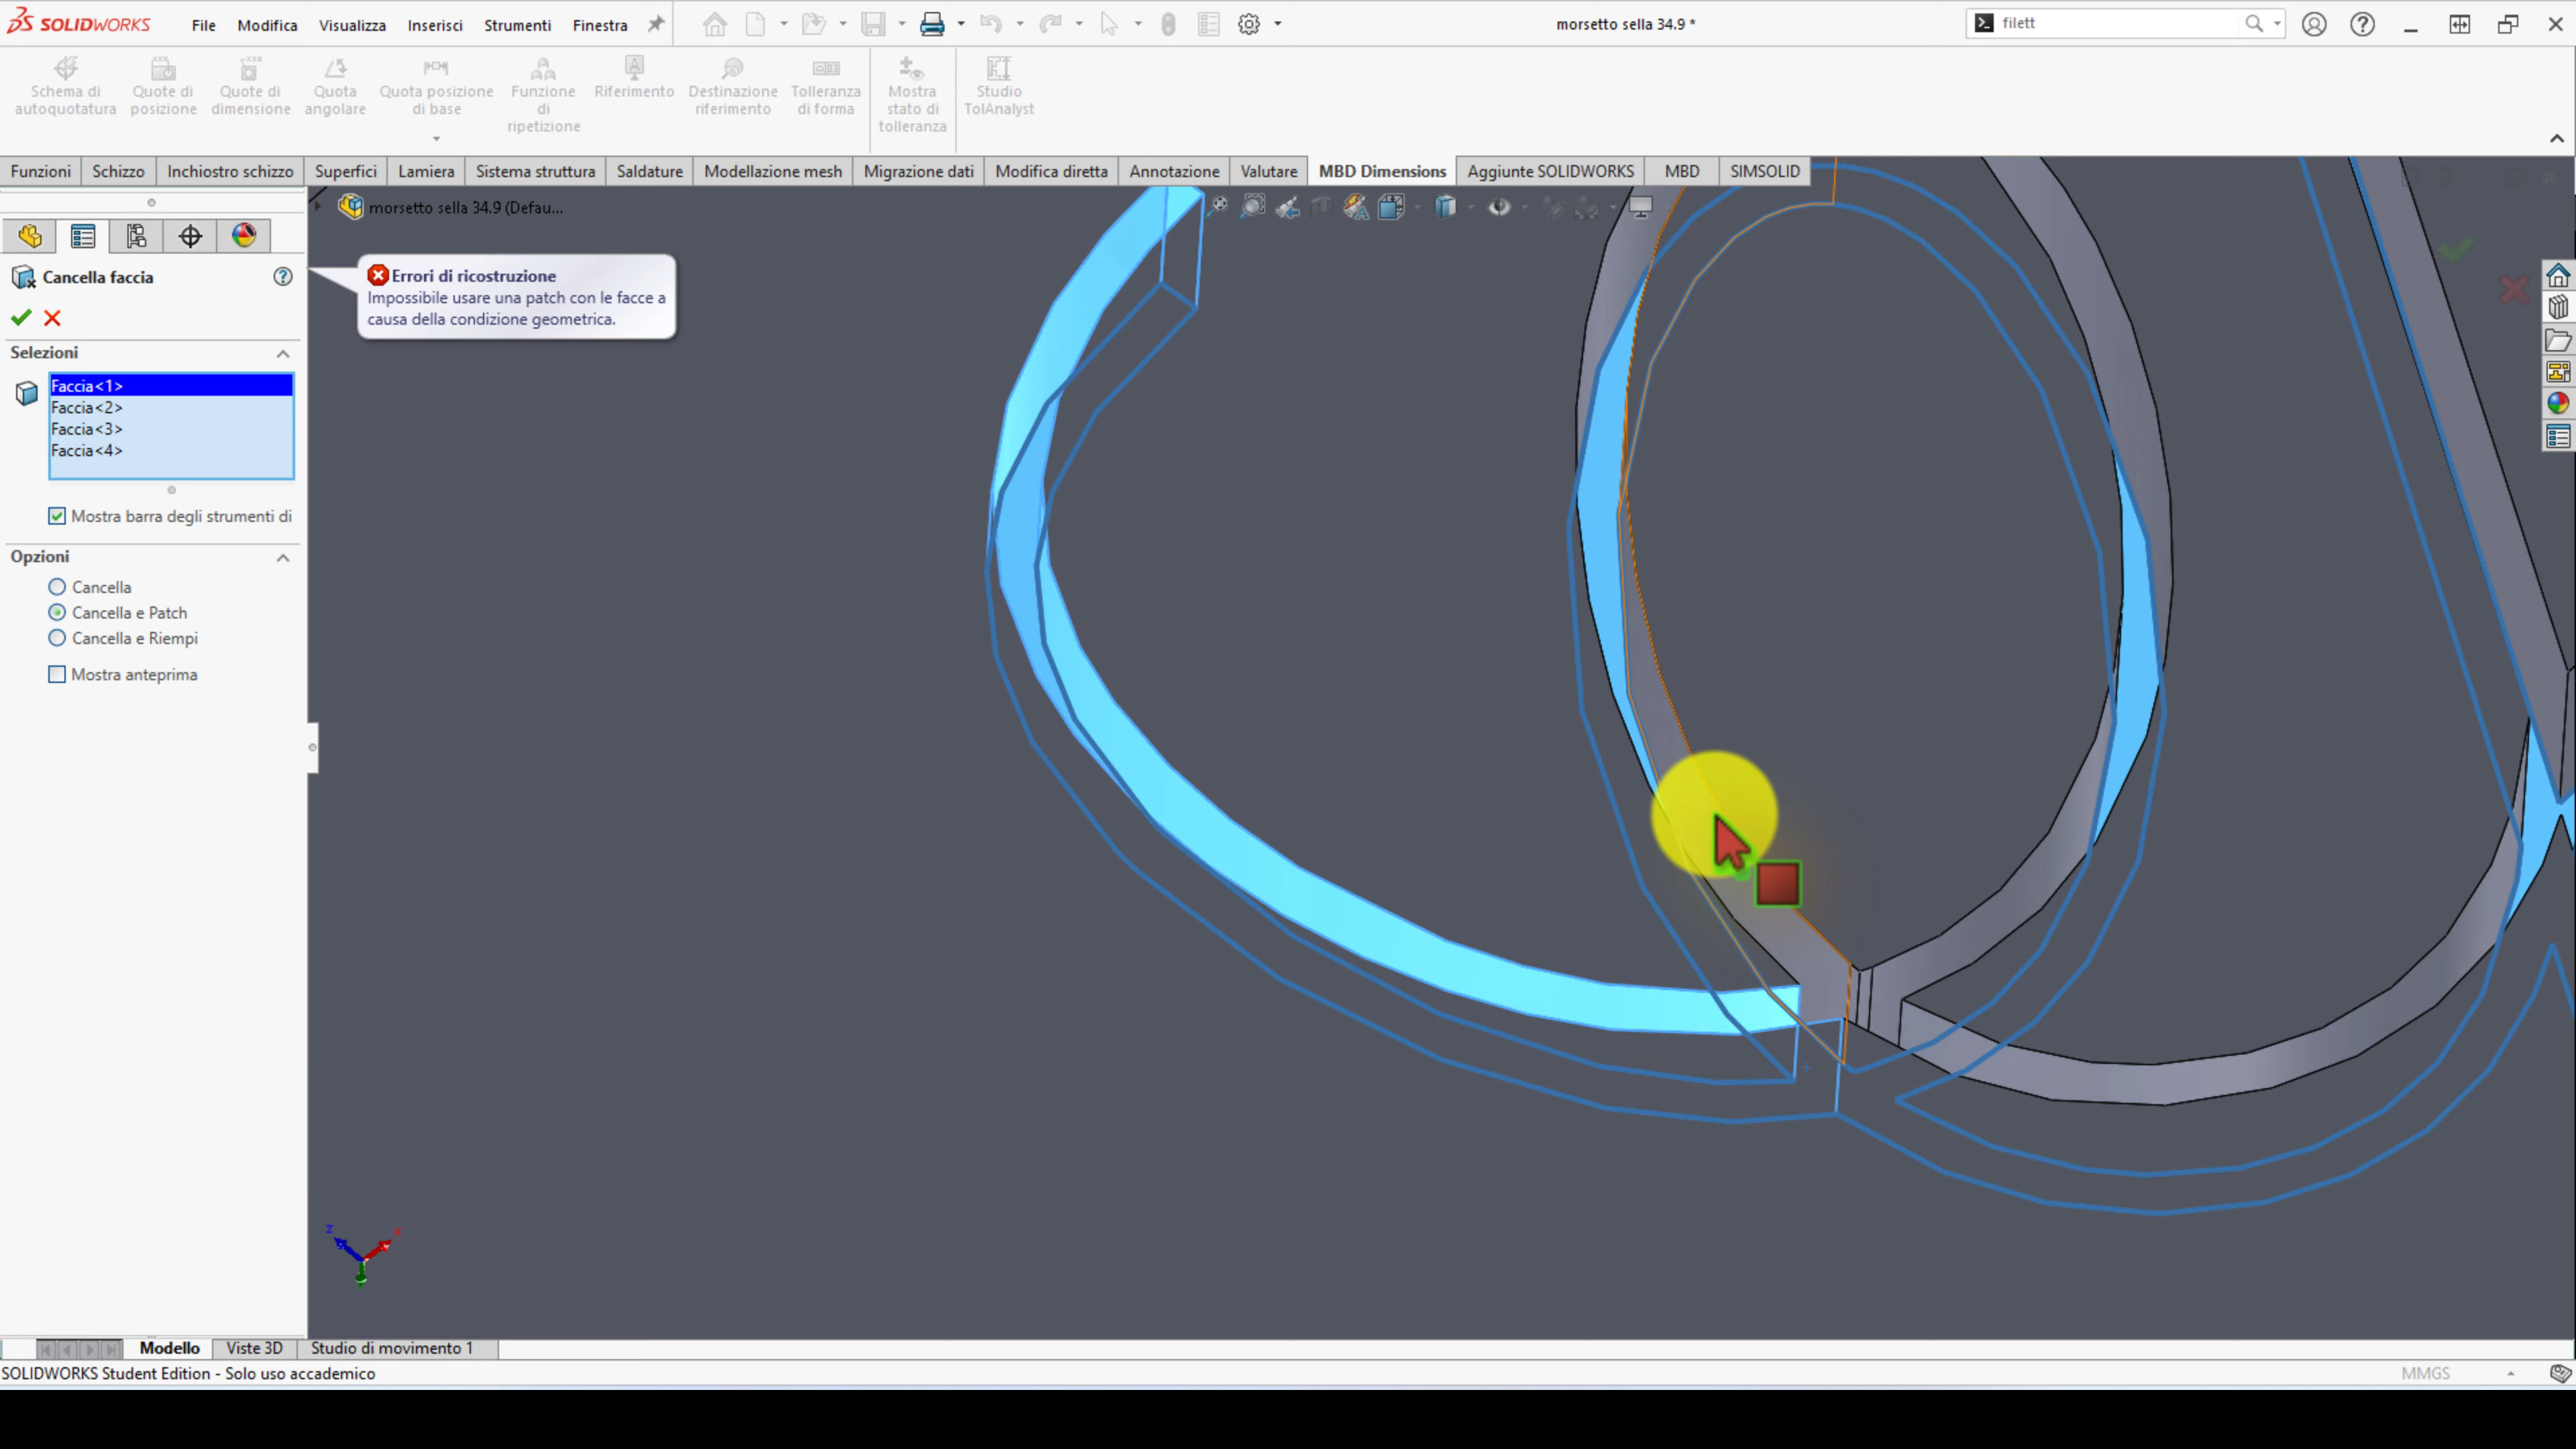 SOLIDWORKS File Modifica Visualizza Inserisci Strumenti Finestra morsetto sella 34.9 * filett
Schema di autoquotatura
Quote di posizione
Quote di dimensione
Quota angolare
Quota posizione di base
Funzione di ripetizione
Riferimento
Destinazione riferimento
Tolleranza di forma
Mostra stato di tolleranza
Studio TolAnalyst
Funzioni Schizzo Inchiostro schizzo Superfici Lamiera Sistema struttura Saldature Modellazione mesh Migrazione dati Modifica diretta Annotazione Valutare MBD Dimensions Aggiunte SOLIDWORKS MBD SIMSOLID
morsetto sella 34.9 (Defau...
Cancella faccia
Errori di ricostruzione
Impossibile usare una patch con le facce a
causa della condizione geometrica.
Selezioni
Faccia<1>
Faccia<2>
Faccia<3>
Faccia<4>
Mostra barra degli strumenti di
Opzioni
Cancella
Cancella e Patch
Cancella e Riempi
Mostra anteprima
Z
Modello Viste 3D Studio di movimento 1
SOLIDWORKS Student Edition - Solo uso accademico MMGS